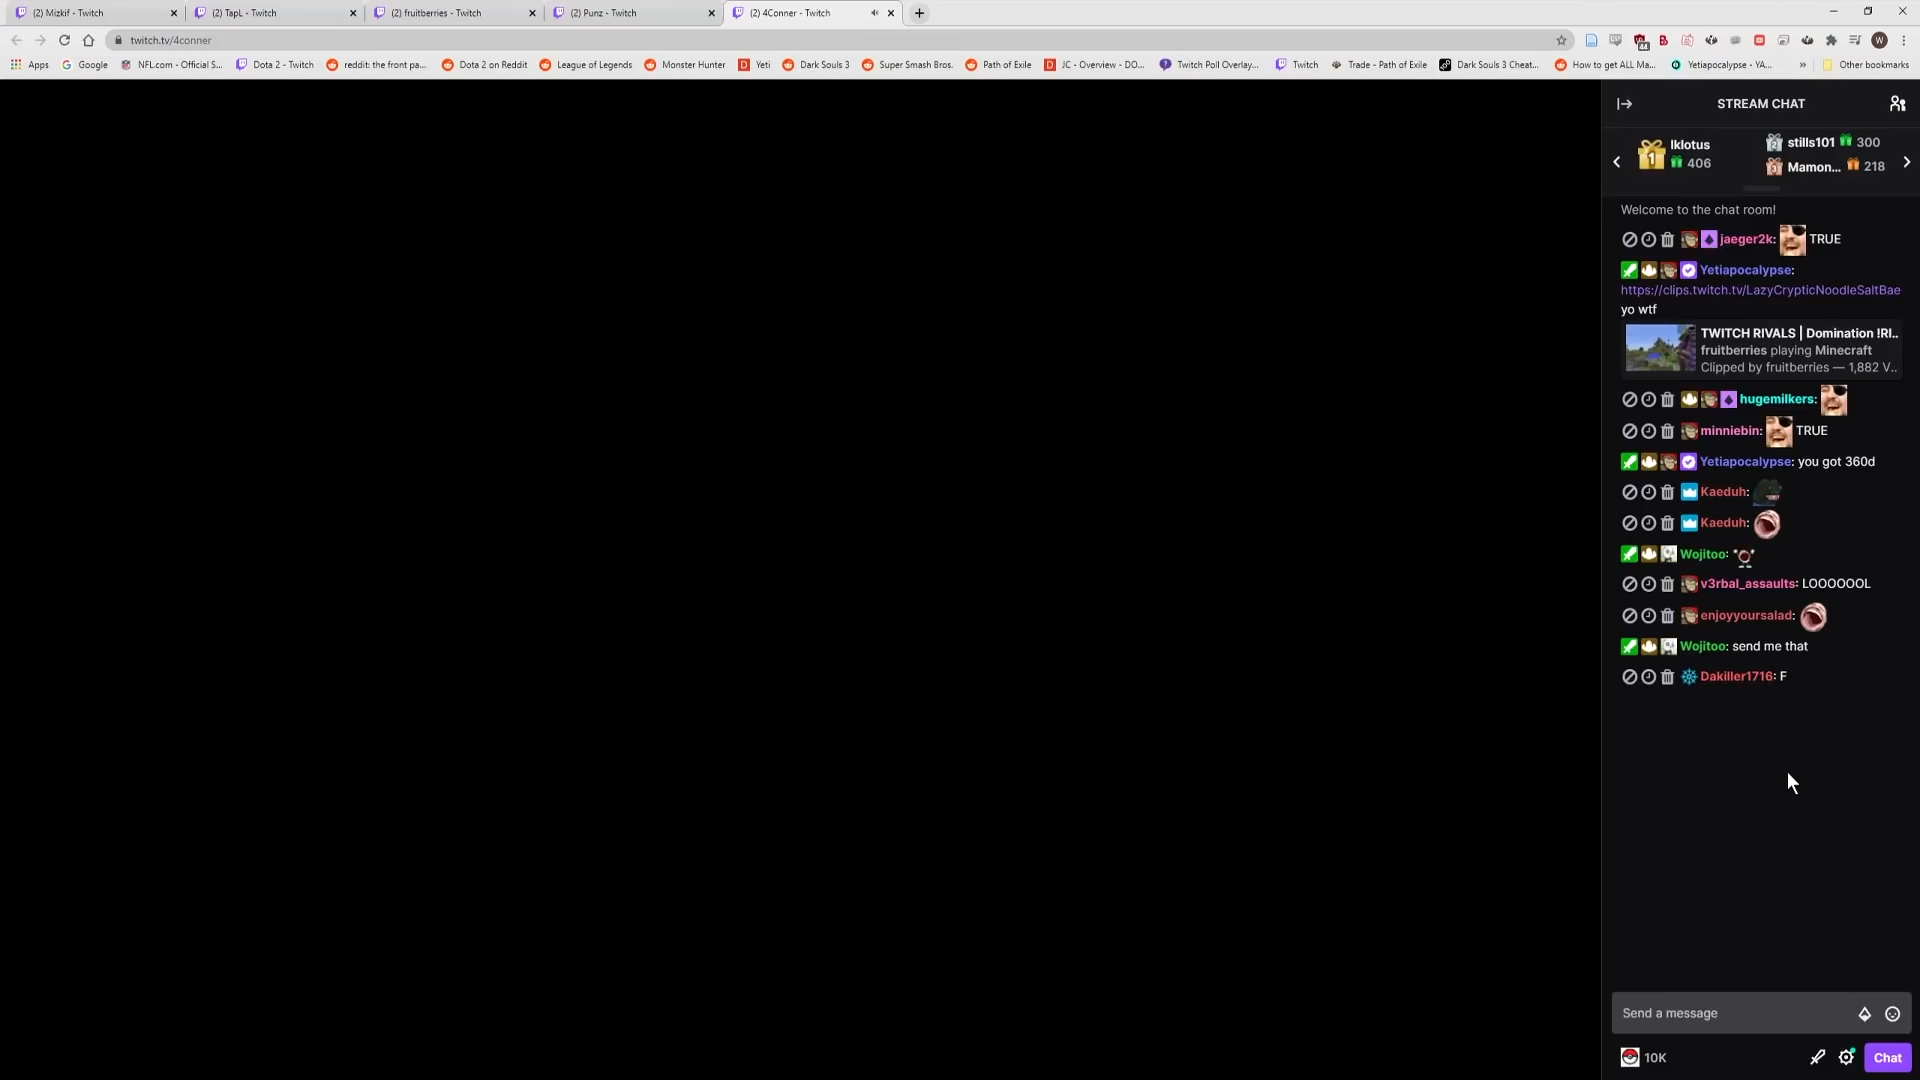 (2) Mizkif - Twitch
(2) TapL - Twitch
(2) fruitberries - Twitch
(2) Punz - Twitch
(2) 4Conner - Twitch
twitch.tv/4conner
44
W
Apps
Google
NFL.com - Official S...
Dota 2 - Twitch
reddit: the front pa...
Dota 2 on Reddit
League of Legends
Monster Hunter
Yeti
Dark Souls 3
Super Smash Bros.
Path of Exile
JC - Overview - DO...
Twitch Poll Overlay...
Twitch
Trade - Path of Exile
Dark Souls 3 Cheat...
How to get ALL Ma...
Yetiapocalypse - YA...
»
Other bookmarks
STREAM CHAT
1
lklotus
406
2
stills101
300
3
Mamon...
218
Welcome to the chat room!
jaeger2k: TRUE
Yetiapocalypse:
https://clips.twitch.tv/LazyCrypticNoodleSaltBae
yo wtf
TWITCH RIVALS | Domination !RI..
fruitberries playing Minecraft
Clipped by fruitberries — 1,882 V..
hugemilkers:
minniebin: TRUE
Yetiapocalypse: you got 360d
Kaeduh:
Kaeduh:
Wojitoo:
v3rbal_assaults: LOOOOOOL
enjoyyoursalad:
Wojitoo: send me that
Dakiller1716: F
Send a message
10K
Chat